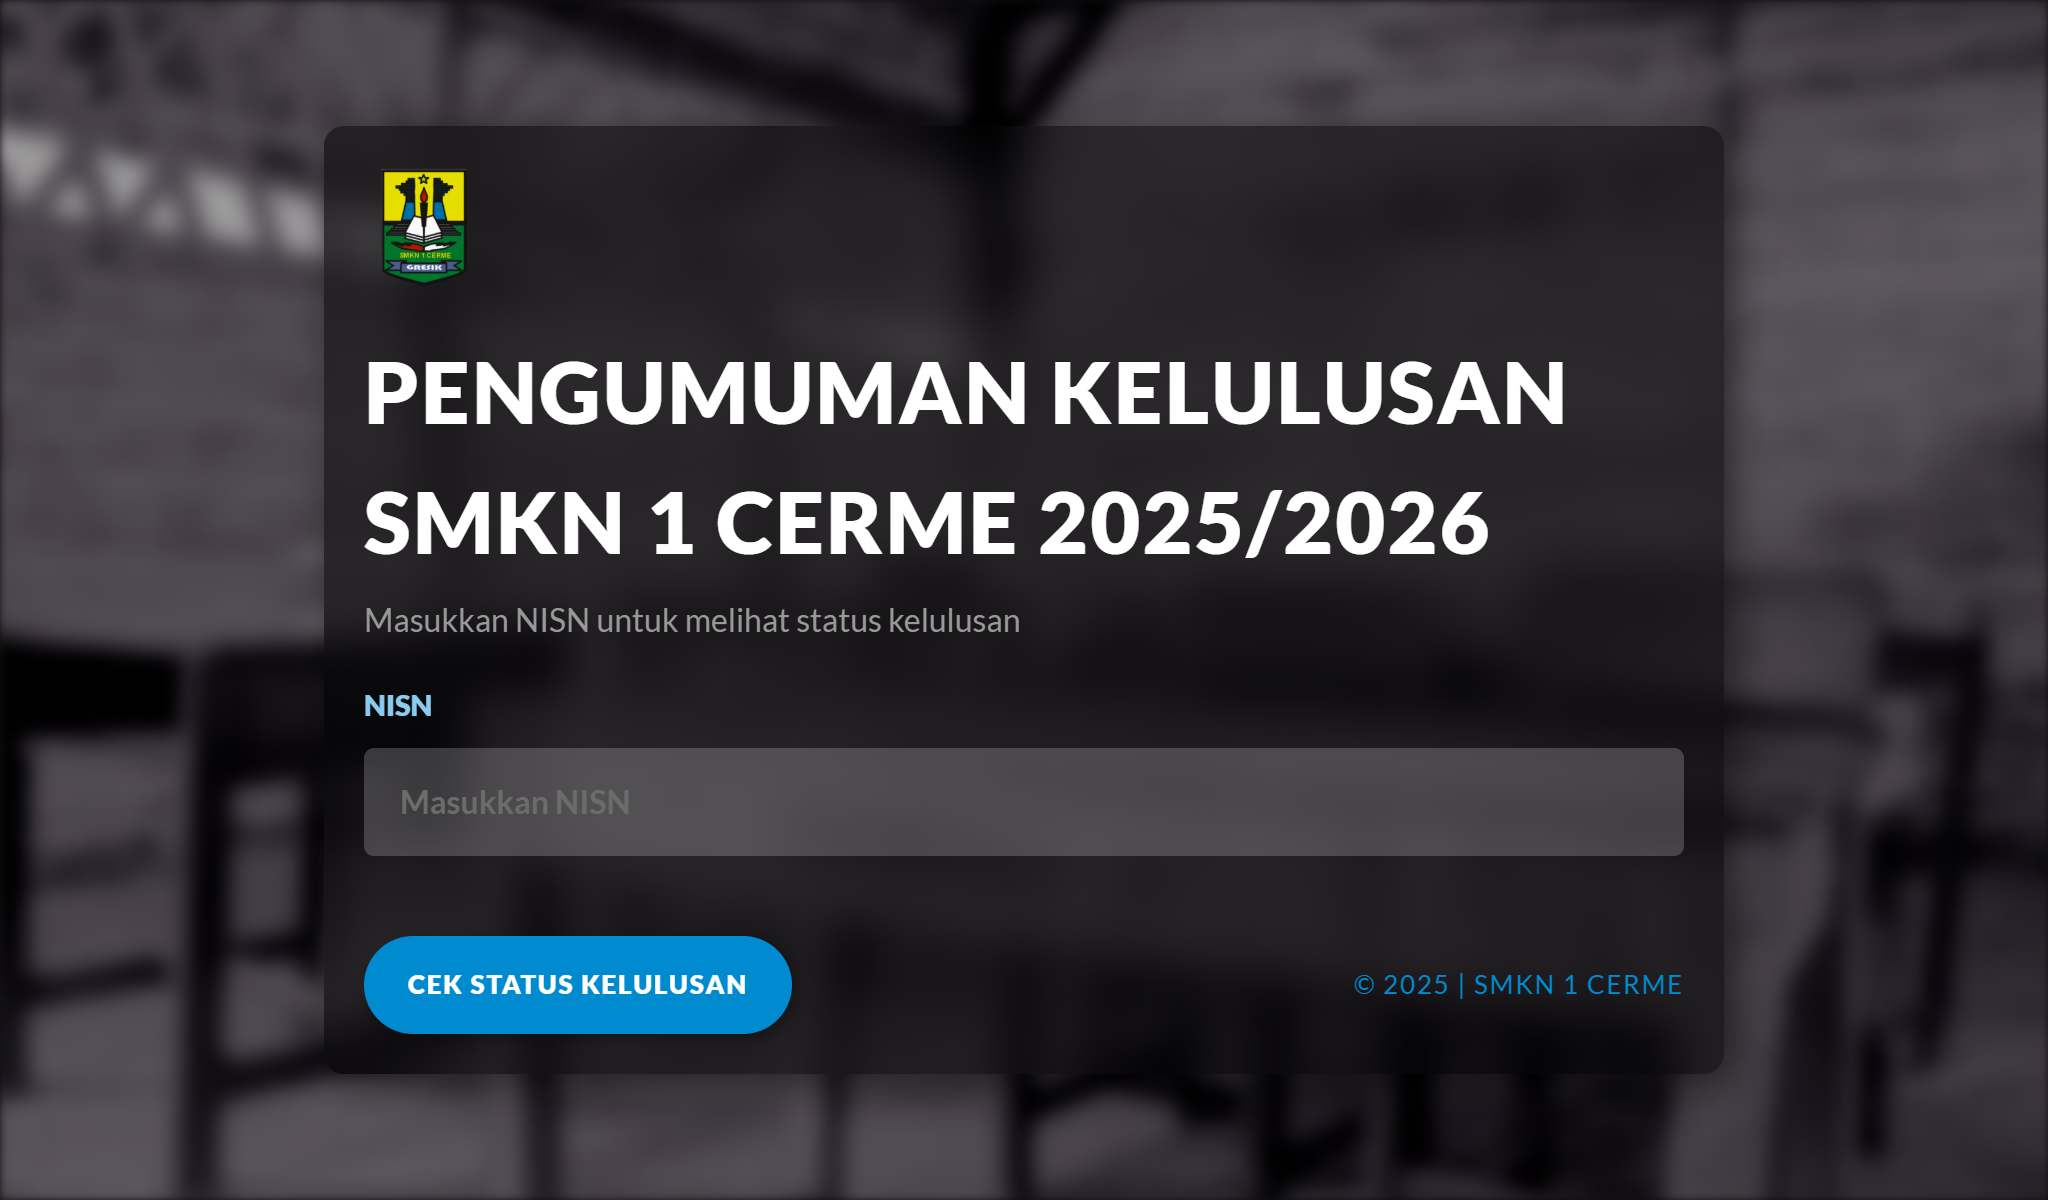 SMKN 1 CERME
GRESIK
PENGUMUMAN KELULUSAN
SMKN 1 CERME 2025/2026
Masukkan NISN untuk melihat status kelulusan
NISN
Masukkan NISN
CEK STATUS KELULUSAN
© 2025 | SMKN 1 CERME